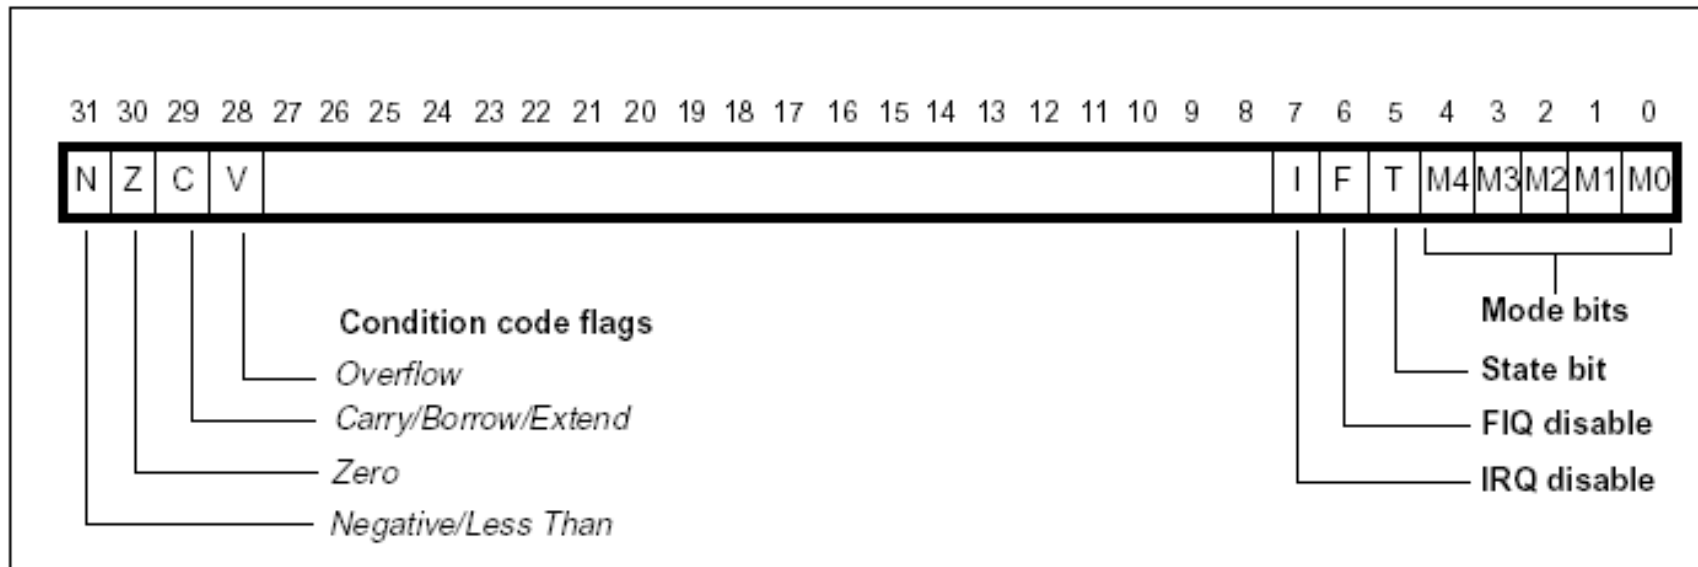 31 30 29 28 27 26 25 24 23 22 21 20 19 18 17 16 15 14 13 12 11 10 9 8 7 6 5 4 3 2 1 0
N Z C V I F T M4 M3 M2 M1 M0
Condition code flags
Overflow
Carry/Borrow/Extend
Zero
Negative/Less Than
Mode bits
State bit
FIQ disable
IRQ disable